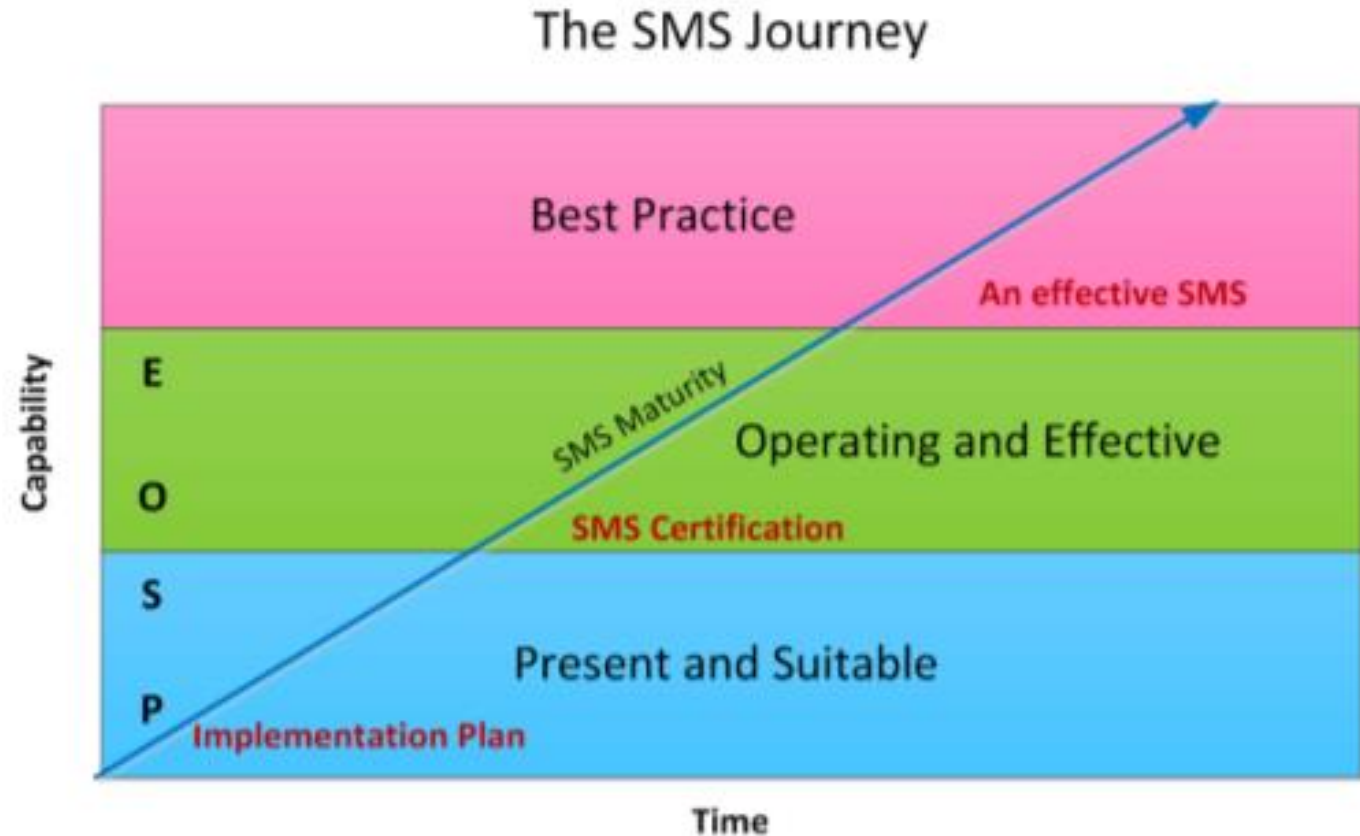 The SMS Journey
Best Practice
An effective SMS
E
SMS Maturity
Operating and Effective
Capability
O
SMS Certification
S
Present and Suitable
P
Implementation Plan
Time